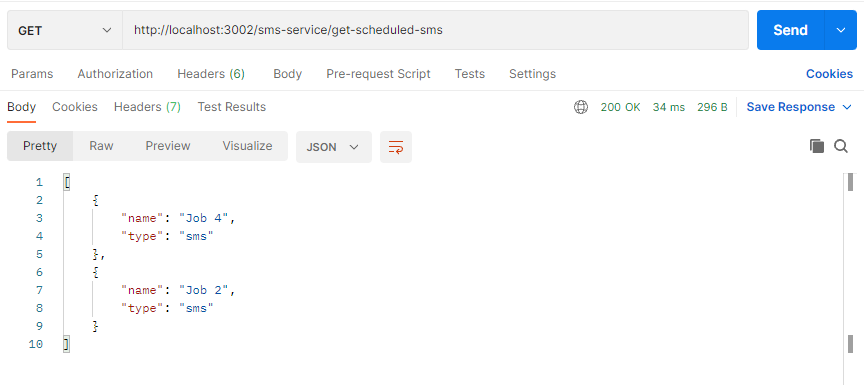 GET http://localhost:3002/sms-service/get-scheduled-sms Send
Params Authorization Headers (6) Body Pre-request Script Tests Settings Cookies
Body Cookies Headers (7) Test Results 200 OK 34 ms 296 B Save Response
Pretty Raw Preview Visualize JSON
1 [
2 {
3 "name": "Job 4",
4 "type": "sms"
5 },
6 {
7 "name": "Job 2",
8 "type": "sms"
9 }
10 ]